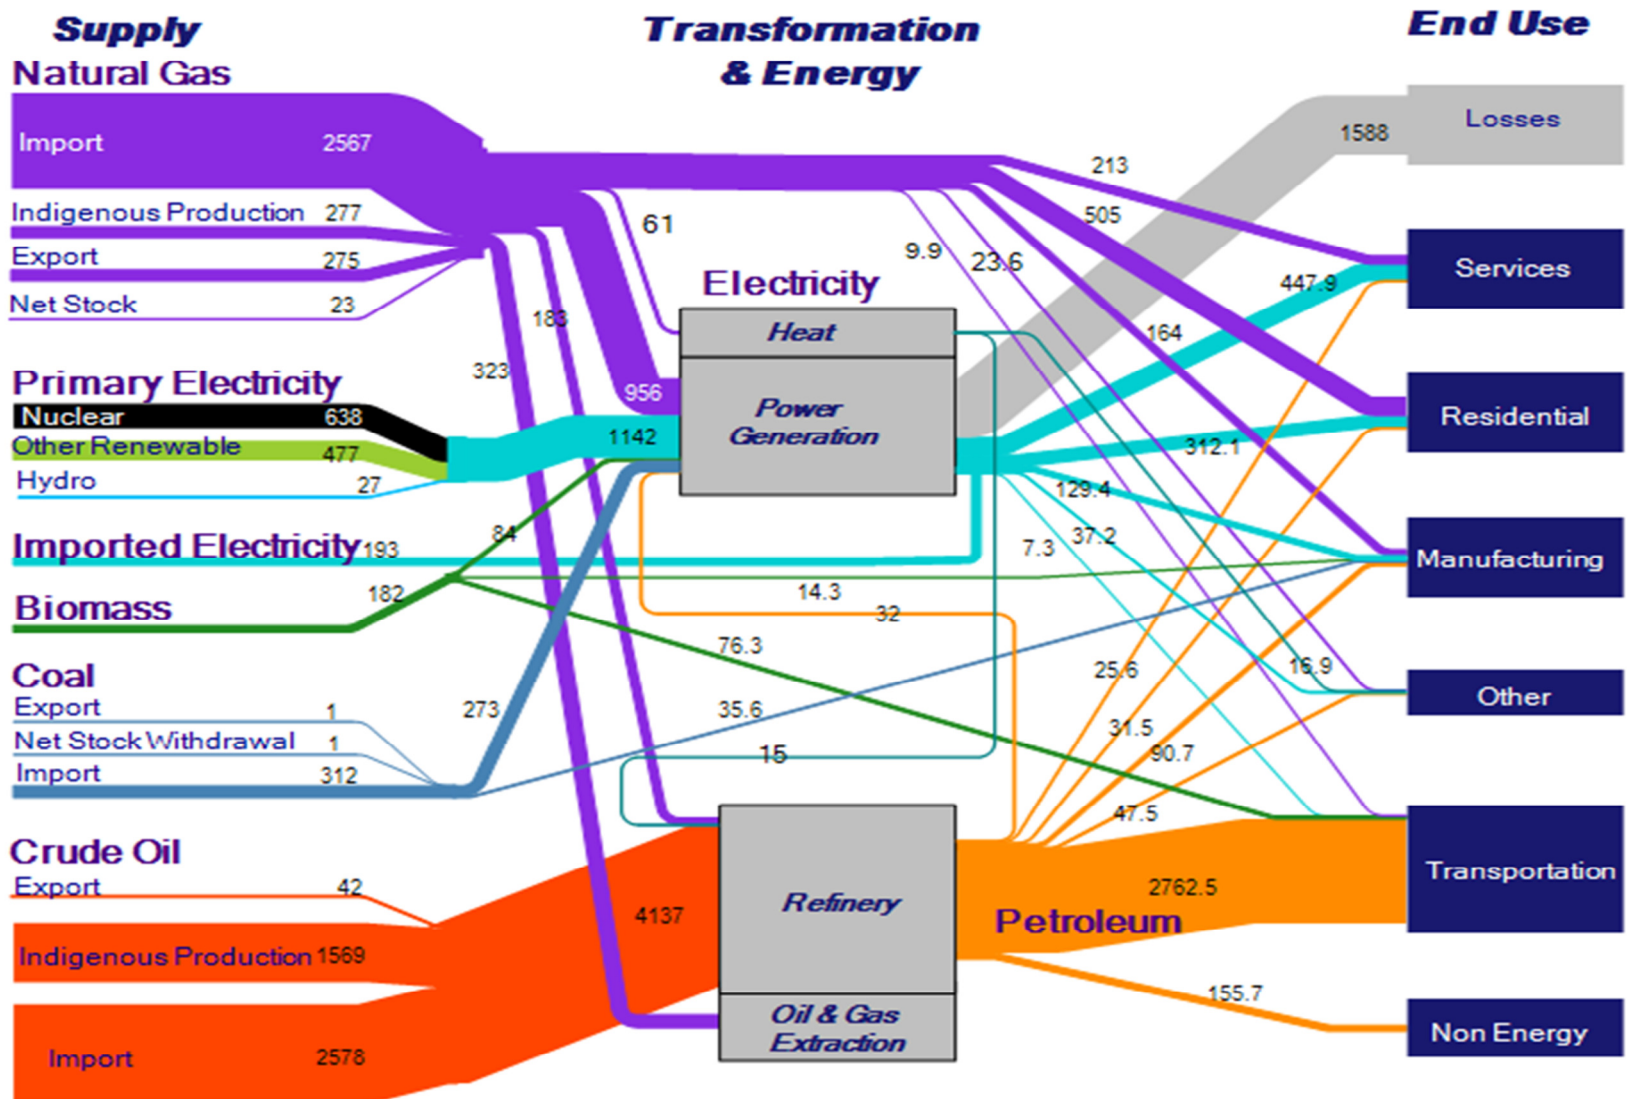 Supply
Transformation
& Energy
End Use
Natural Gas
Import 2567
Indigenous Production 277
Export 275
Net Stock 23
Primary Electricity
Nuclear 638
Other Renewable 477
Hydro 27
Imported Electricity 193
Biomass
182
Coal
Export 1
Net Stock Withdrawal 1
Import 312
Crude Oil
Export 42
Indigenous Production 1569
Import 2578
61
183
323
956
1142
84
273
14.3
32
76.3
35.6
15
4137
Electricity
Heat
Power
Generation
Refinery
Oil & Gas
Extraction
Petroleum
1588
213
505
9.9
23.6
447.9
164
312.1
129.4
37.2
7.3
25.6
16.9
31.5
90.7
47.5
2762.5
155.7
Losses
Services
Residential
Manufacturing
Other
Transportation
Non Energy